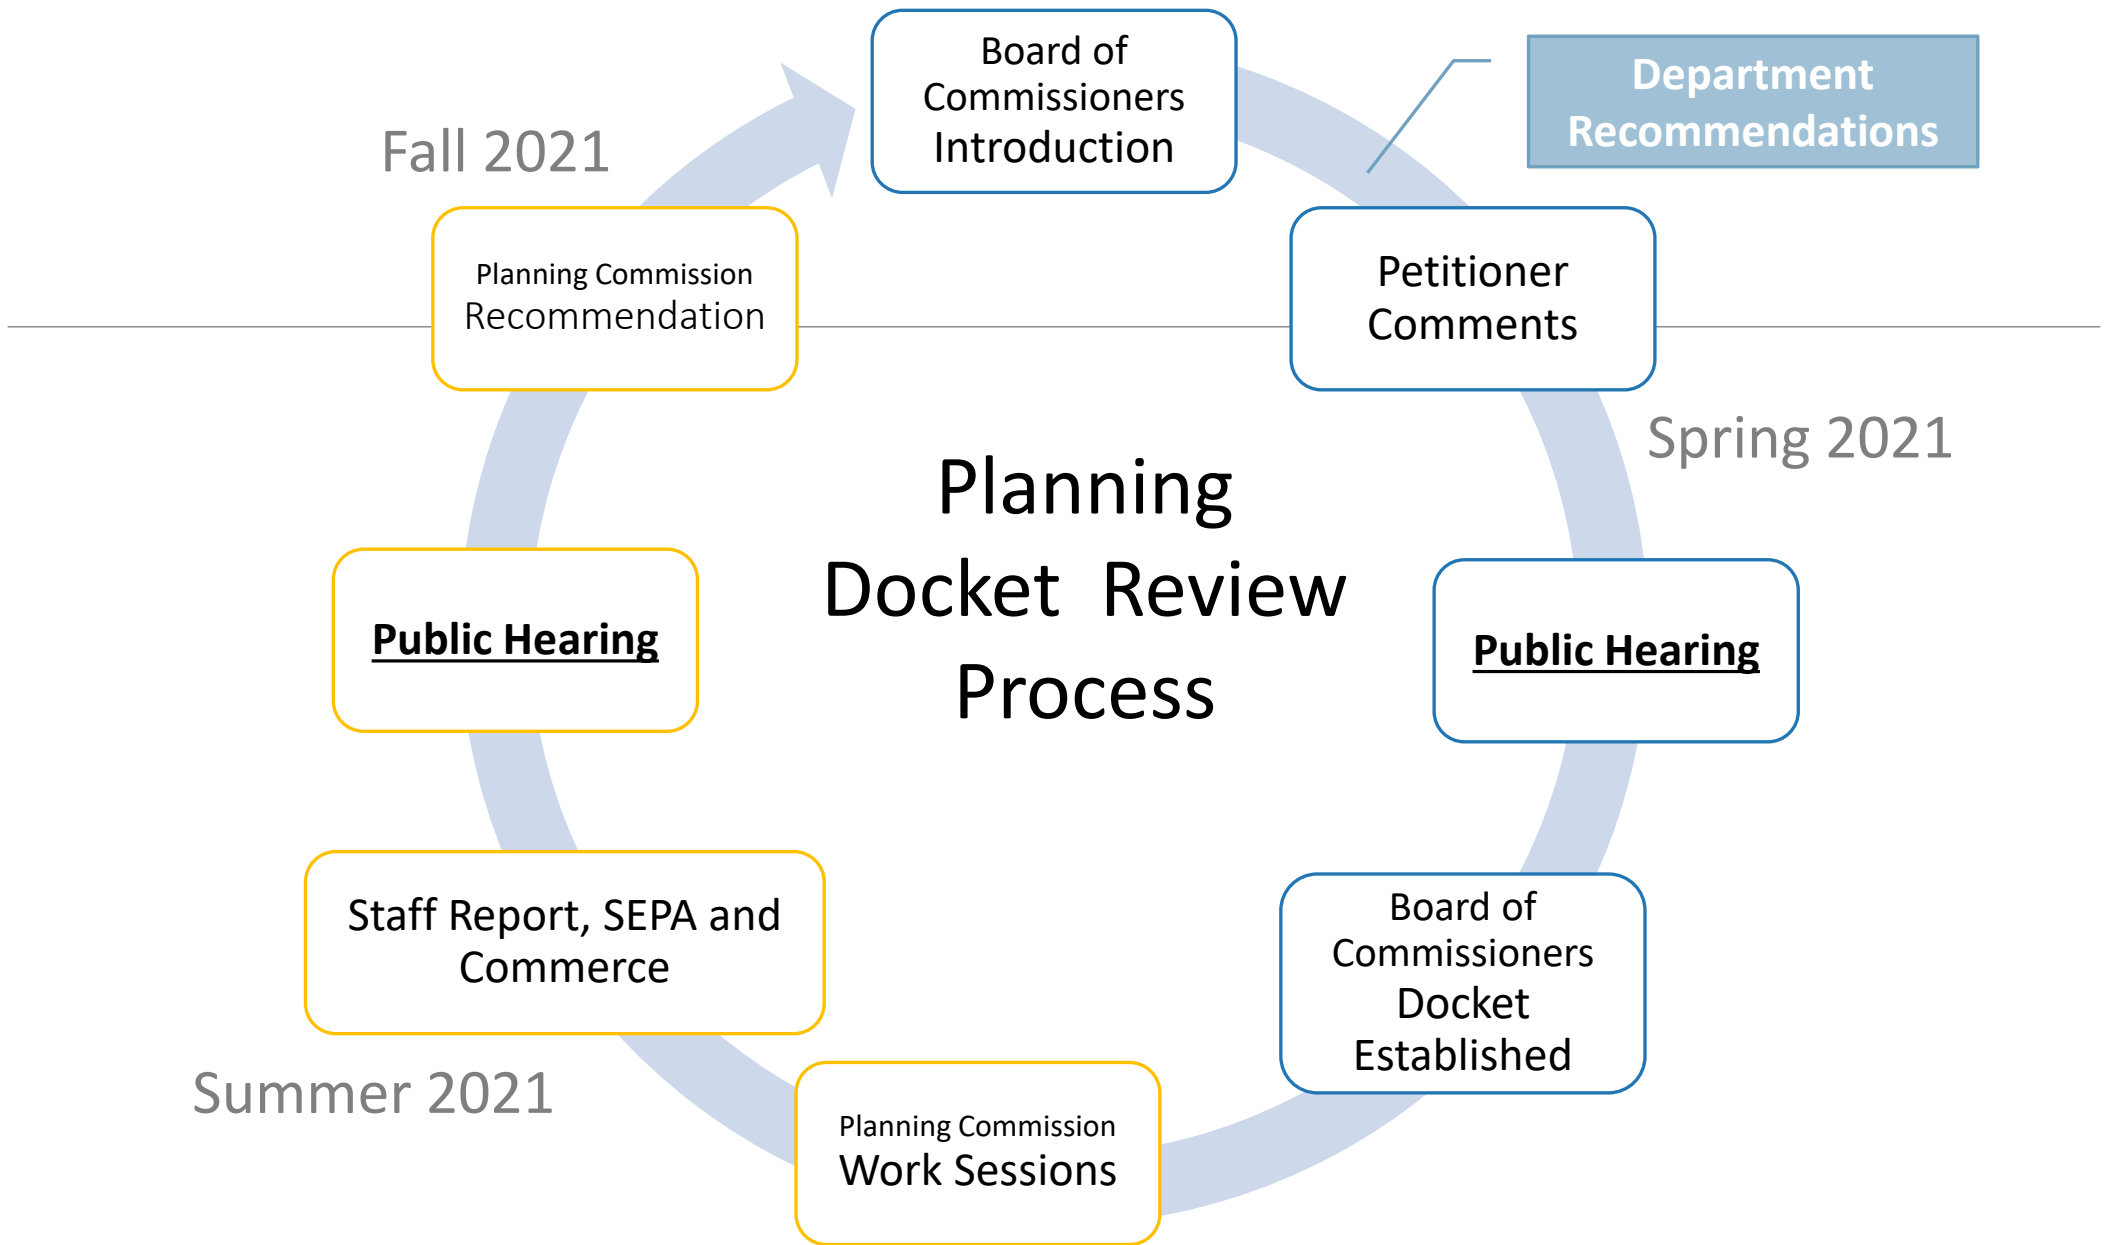 Board of
Commissioners
Introduction
Department
Recommendations
Fall 2021
Planning Commission
Recommendation
Petitioner
Comments
Spring 2021
Planning
Docket Review
Process
Public Hearing
Public Hearing
Staff Report, SEPA and
Commerce
Board of
Commissioners
Docket
Established
Summer 2021
Planning Commission
Work Sessions